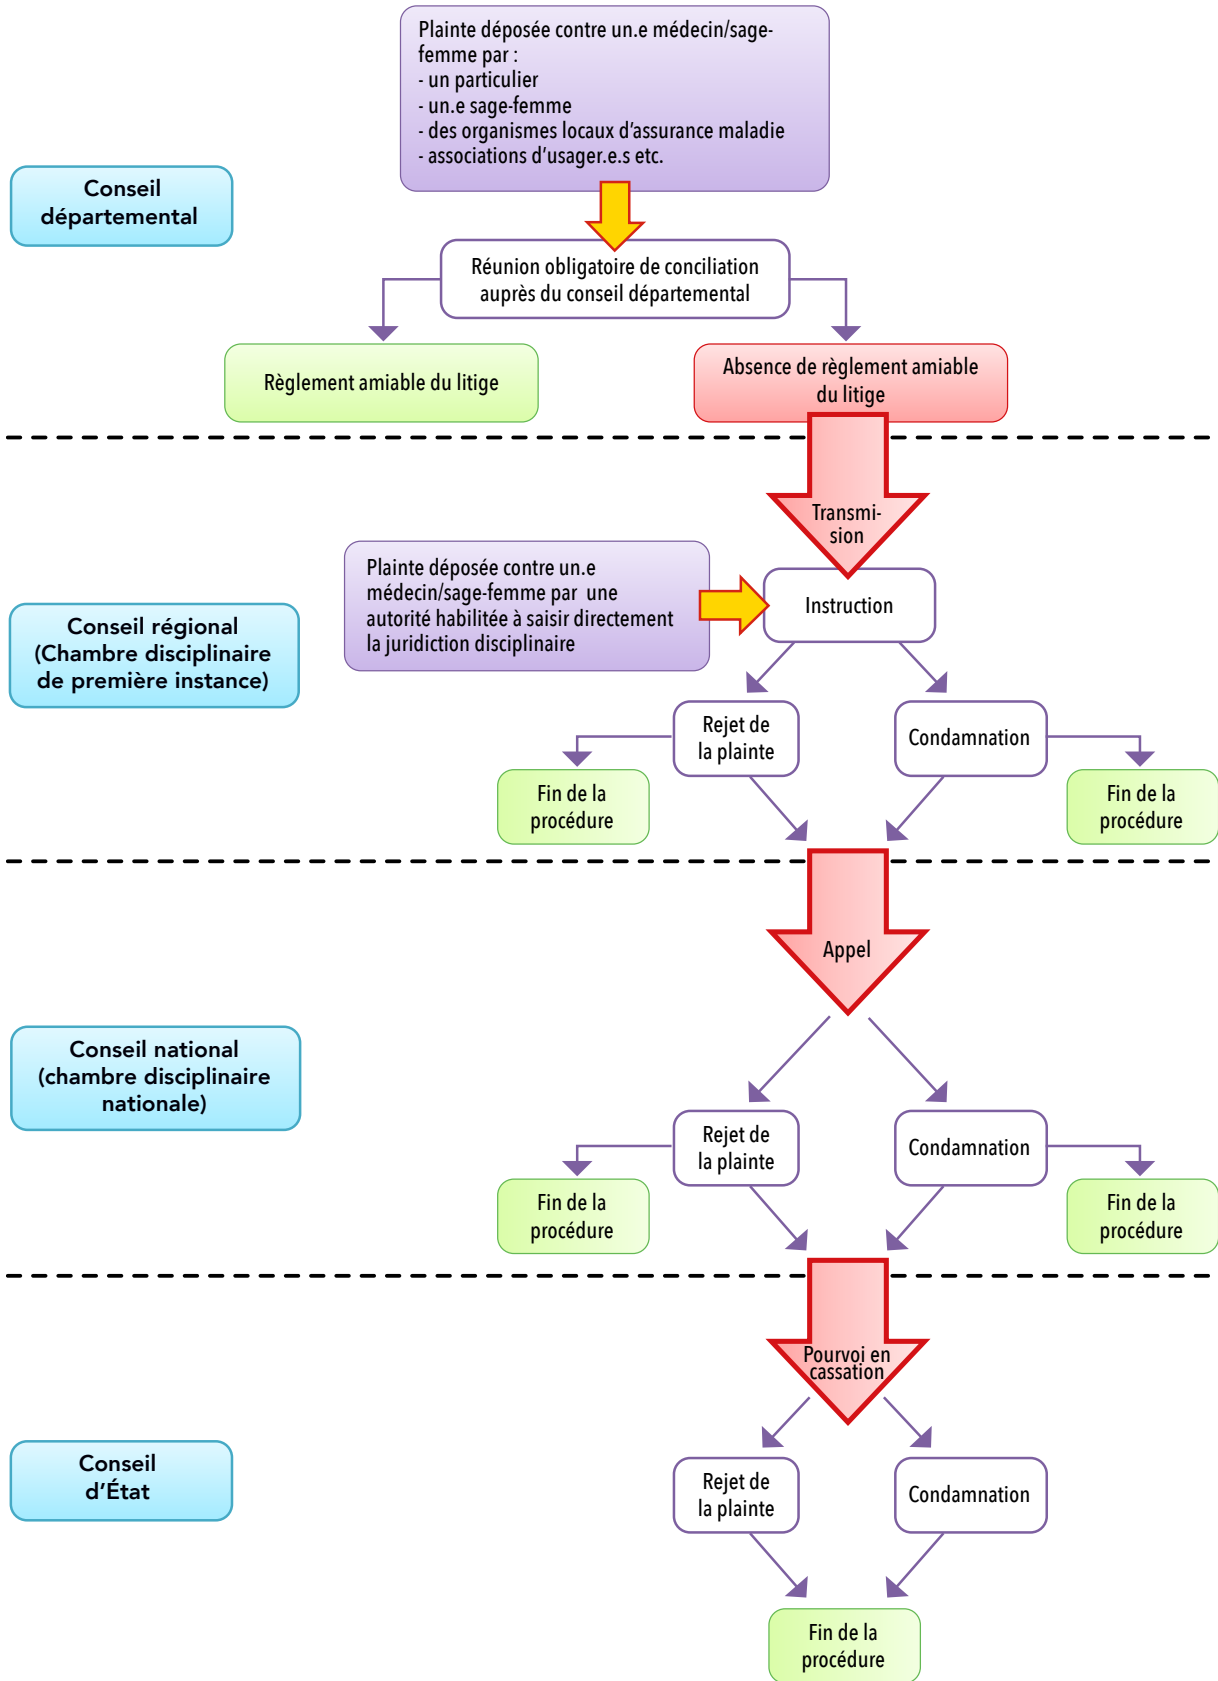 Plainte déposée contre un.e médecin/sage-
femme par :
- un particulier
- un.e sage-femme
- des organismes locaux d'assurance maladie
- associations d'usager.e.s etc.
Conseil
départemental
Réunion obligatoire de conciliation
auprès du conseil départemental
Règlement amiable du litige
Absence de règlement amiable
du litige
Transmi-
sion
Plainte déposée contre un.e
médecin/sage-femme par une
autorité habilitée à saisir directement
la juridiction disciplinaire
Instruction
Conseil régional
(Chambre disciplinaire
de première instance)
Rejet de
la plainte
Condamnation
Fin de la
procédure
Fin de la
procédure
Appel
Conseil national
(chambre disciplinaire
nationale)
Rejet de
la plainte
Condamnation
Fin de la
procédure
Fin de la
procédure
Pourvoi en
cassation
Conseil
d'État
Rejet de
la plainte
Condamnation
Fin de la
procédure